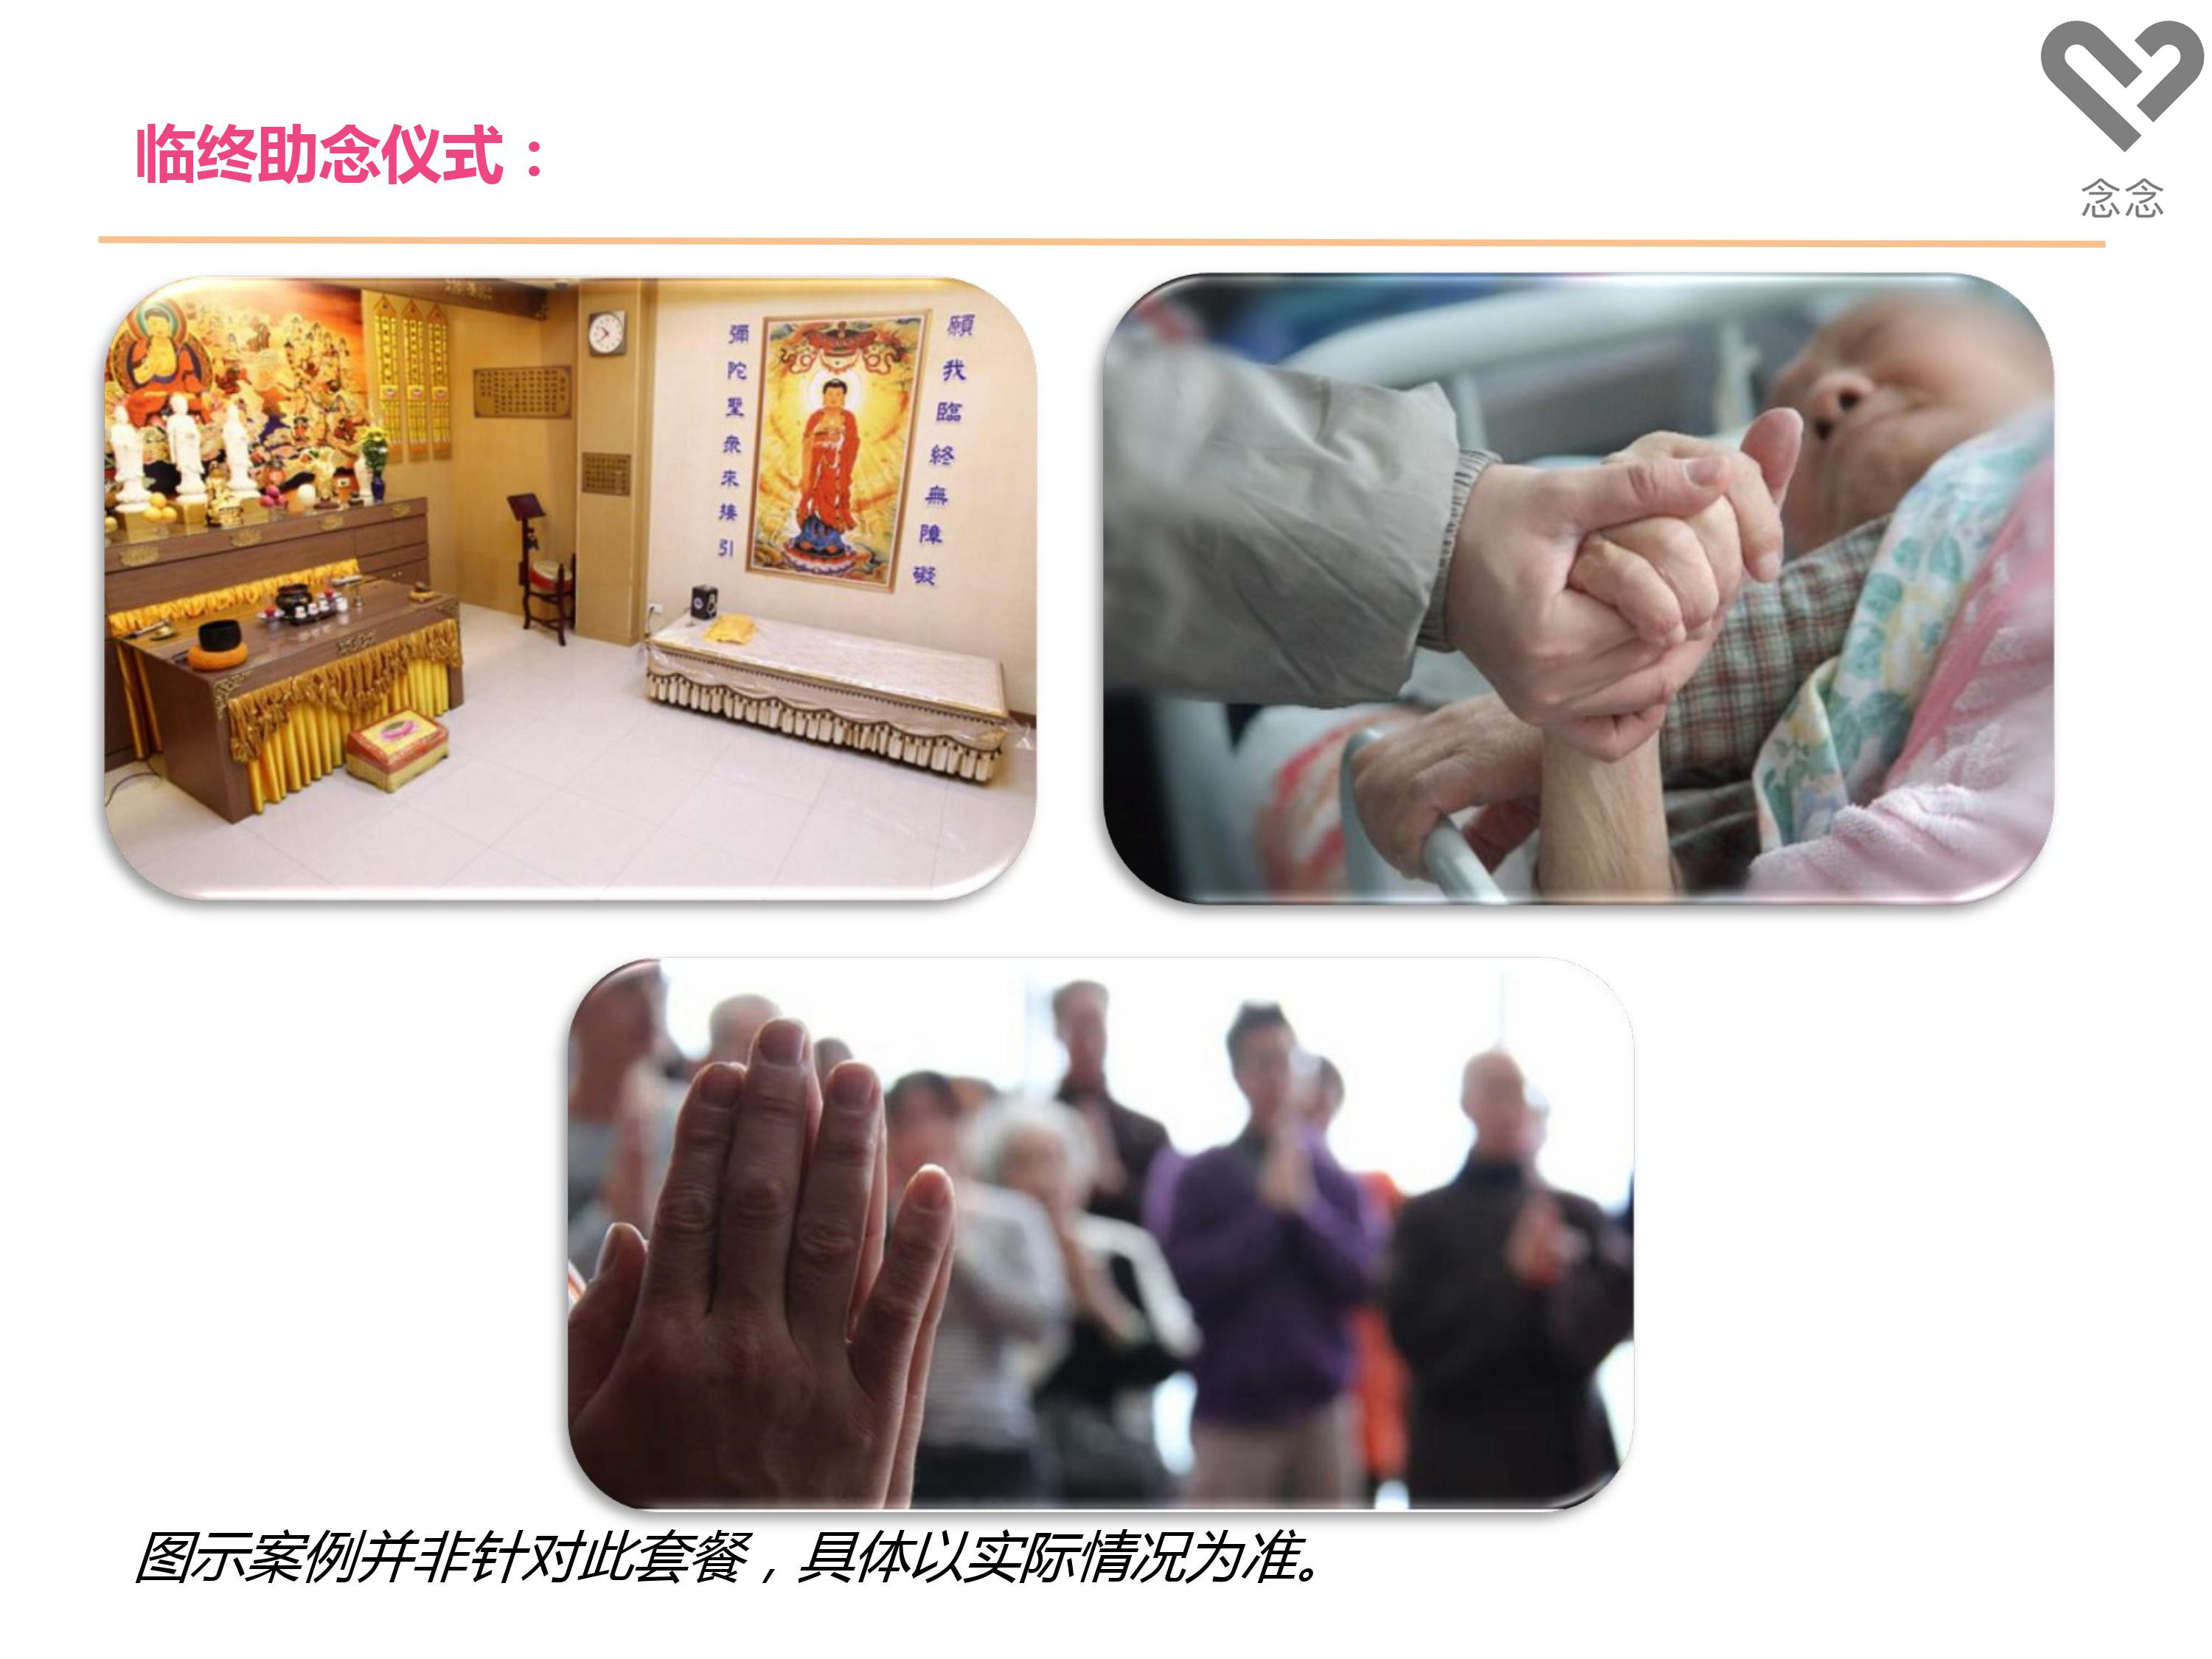 临终助念仪式：
念念
願我臨終無障礙
彌陀聖衆來接引
图示案例并非针对此套餐，具体以实际情况为准。